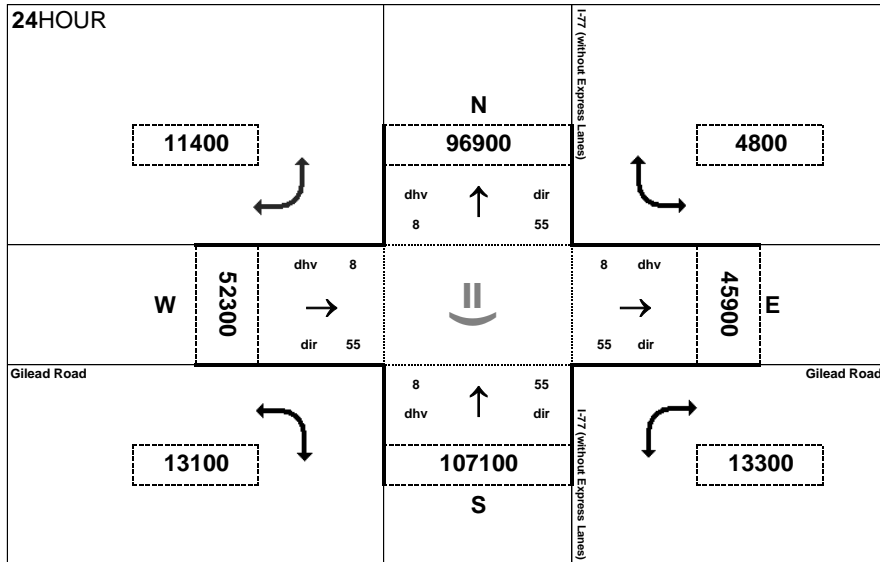 24HOUR
I-77 (without Express Lanes)
N
11400
96900
4800
dhv dir
8 55
dhv 8
8 dhv
W
52300
45900
E
dir 55
55 dir
Gilead Road
Gilead Road
8 55
dhv dir
I-77 (without Express Lanes)
13100
107100
13300
S